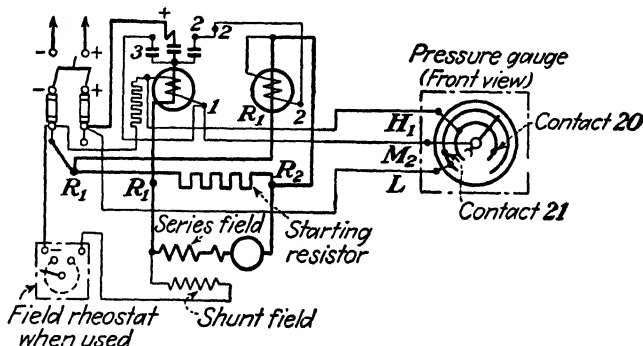 +
2
- + 3 2
- +
Pressure gauge
(Front view)
1
R1 2
H1
Contact 20
M2
R1 R1 R2
L
Contact 21
Series field
Starting
resistor
-
Field rheostat
when used
Shunt field